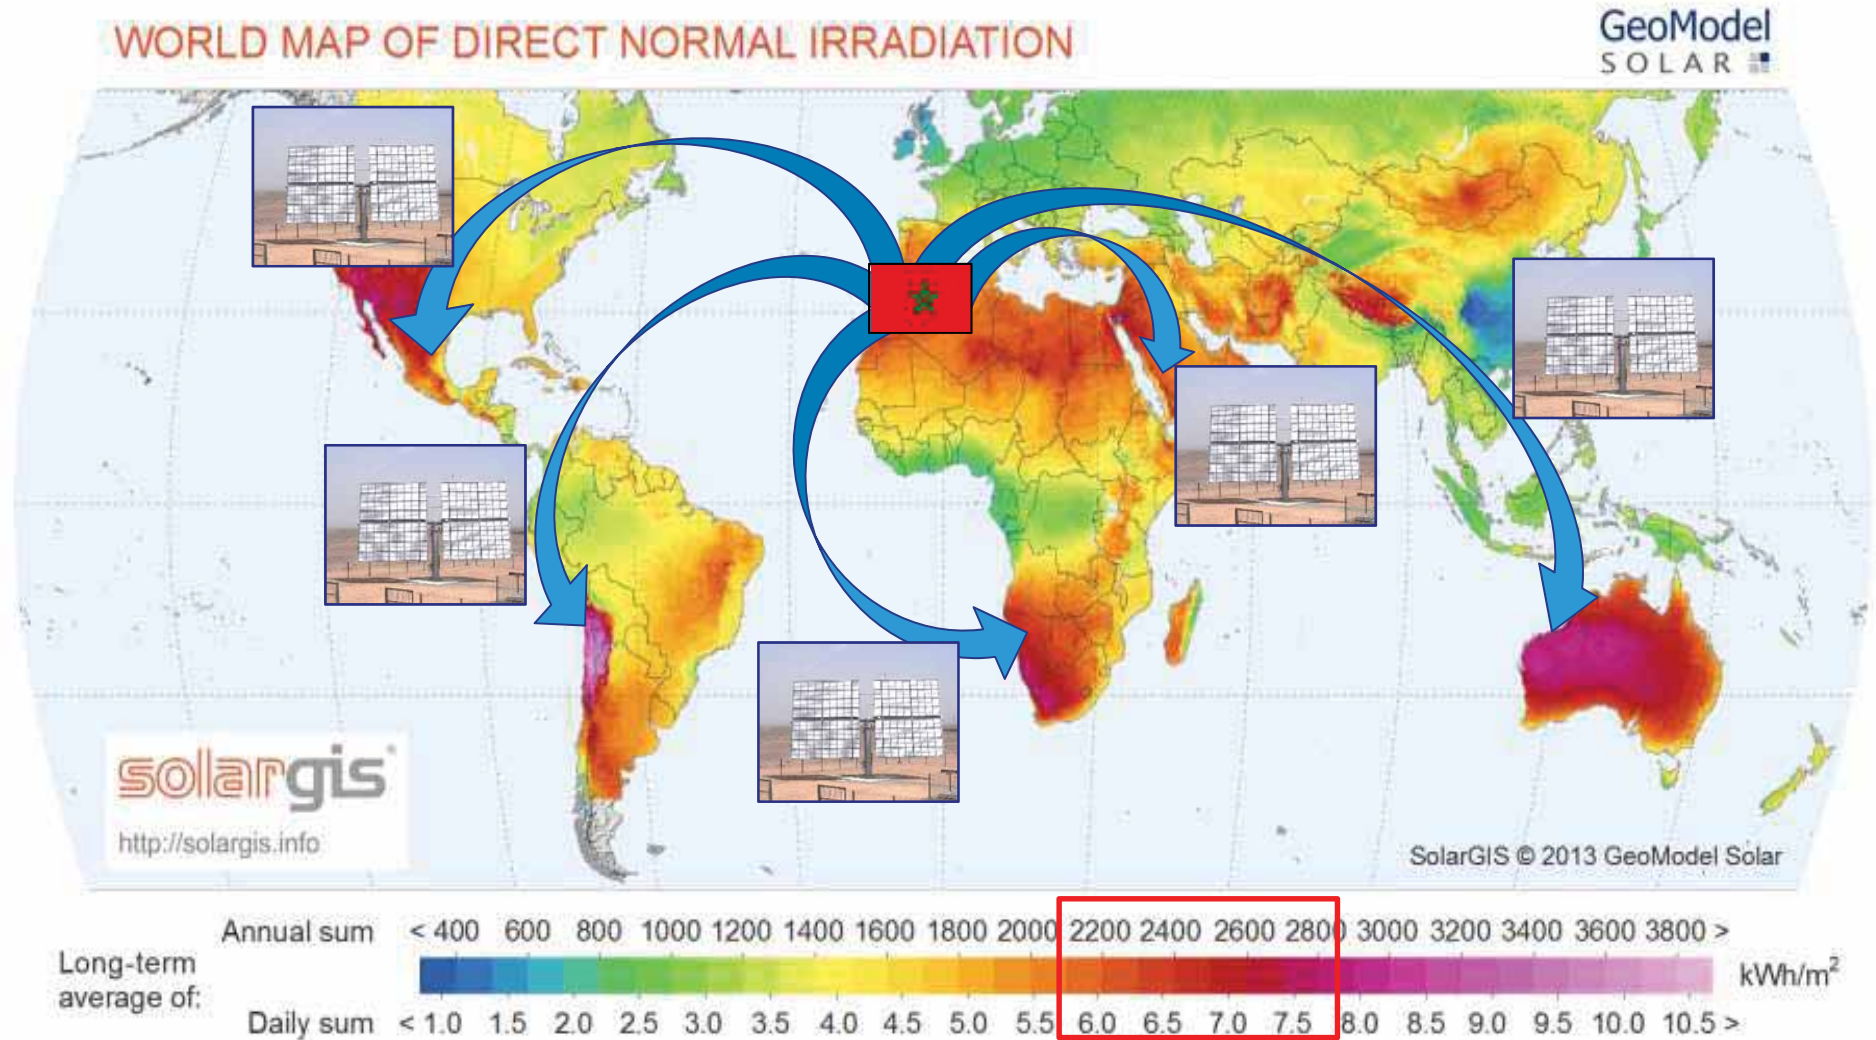 WORLD MAP OF DIRECT NORMAL IRRADIATION
GeoModel
SOLAR
solargis
http://solargis.info
SolarGIS © 2013 GeoModel Solar
Annual sum < 400 600 800 1000 1200 1400 1600 1800 2000 2200 2400 2600 2800 3000 3200 3400 3600 3800 >
Long-term
average of:
kWh/m²
Daily sum < 1.0 1.5 2.0 2.5 3.0 3.5 4.0 4.5 5.0 5.5 6.0 6.5 7.0 7.5 8.0 8.5 9.0 9.5 10.0 10.5 >